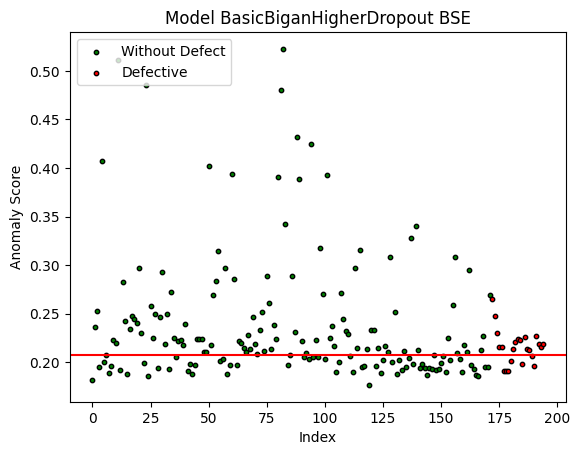 Model BasicBiganHigherDropout BSE
Without Defect
Defective
0.50
0.45
0.40
0.35
0.30
0.25
0.20
Anomaly Score
0 25 50 75 100 125 150 175 200
Index